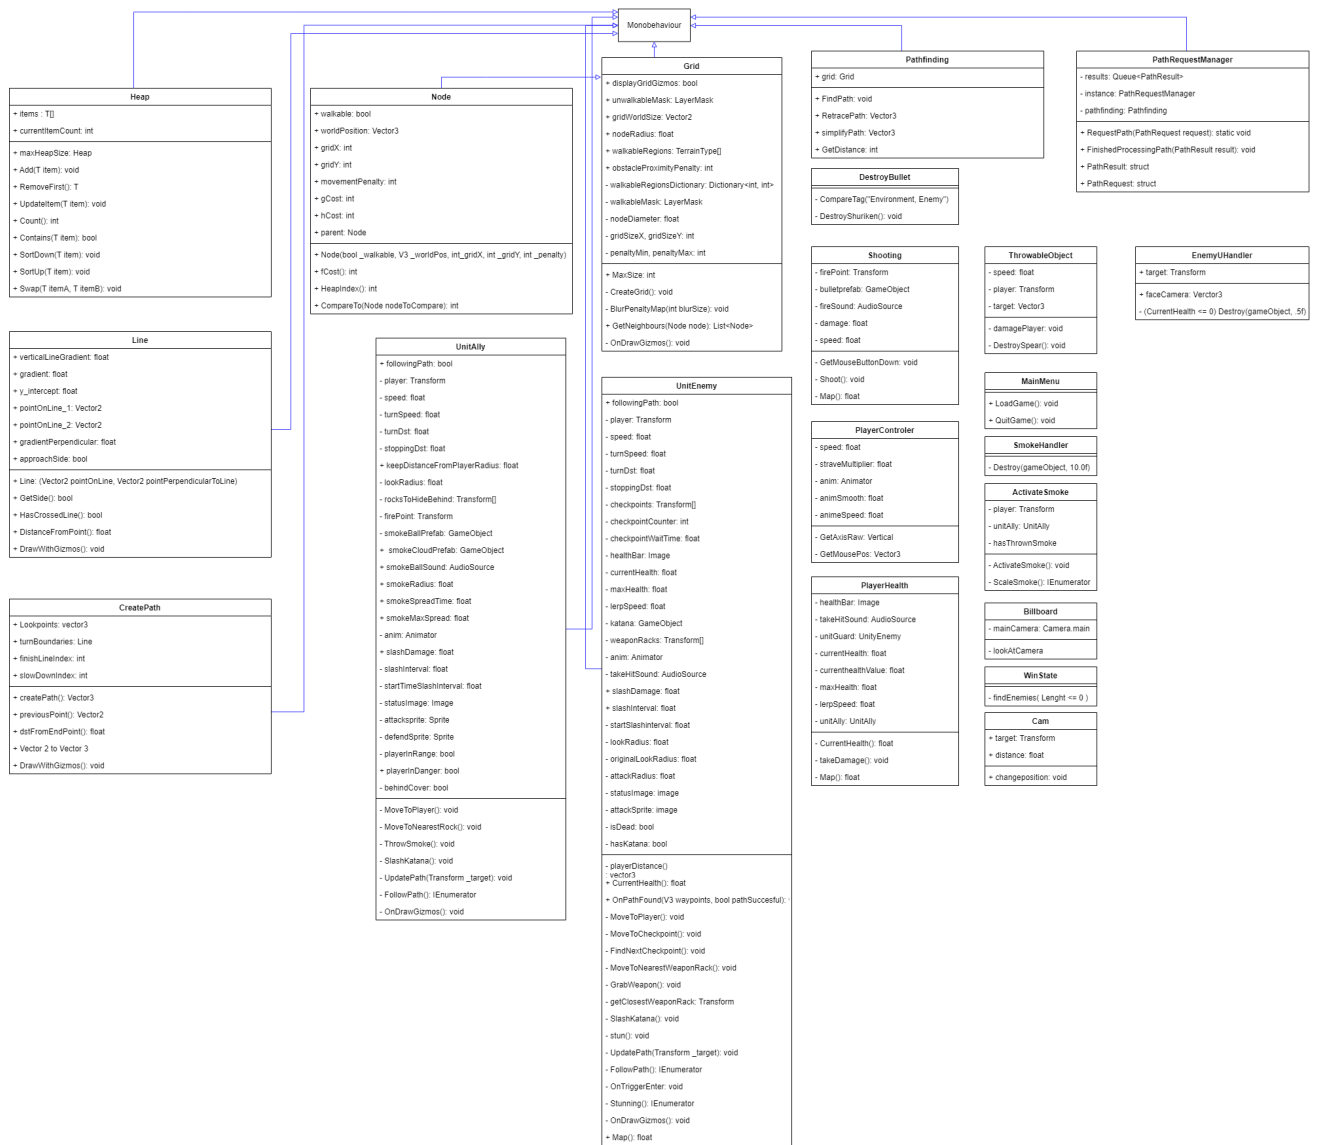 Monobehaviour
Heap
+ items : T[]
+ currentItemCount: int
+ maxHeapSize: Heap
+ Add(T item): void
+ RemoveFirst(): T
+ UpdateItem(T item): void
+ Count(): int
+ Contains(T item): bool
+ SortDown(T item): void
+ SortUp(T item): void
+ Swap(T itemA, T itemB): void
Node
+ walkable: bool
+ worldPosition: Vector3
+ gridX: int
+ gridY: int
+ movementPenalty: int
+ gCost: int
+ hCost: int
+ parent: Node
+ Node(bool _walkable, V3 _worldPos, int_gridX, int _gridY, int _penalty)
+ fCost(): int
+ HeapIndex(): int
+ CompareTo(Node nodeToCompare): int
Grid
+ displayGridGizmos: bool
+ unwalkableMask: LayerMask
+ gridWorldSize: Vector2
+ nodeRadius: float
+ walkableRegions: TerrainType[]
+ obstacleProximityPenalty: int
- walkableRegionsDictionary: Dictionary<int, int>
- walkableMask: LayerMask
- nodeDiameter: float
- gridSizeX, gridSizeY: int
- penaltyMin, penaltyMax: int
+ MaxSize: int
- CreateGrid(): void
- BlurPenaltyMap(int blurSize): void
+ GetNeighbours(Node node): List<Node>
- OnDrawGizmos(): void
Pathfinding
+ grid: Grid
+ FindPath: void
+ RetracePath: Vector3
+ simplifyPath: Vector3
+ GetDistance: int
PathRequestManager
- results: Queue<PathResult>
- instance: PathRequestManager
- pathfinding: Pathfinding
+ RequestPath(PathRequest request): static void
+ FinishedProcessingPath(PathResult result): void
+ PathResult: struct
+ PathRequest: struct
DestroyBullet
- CompareTag("Environment, Enemy")
- DestroyShuriken(): void
Shooting
- firePoint: Transform
- bulletprefab: GameObject
- fireSound: AudioSource
- damage: float
- speed: float
- GetMouseButtonDown: void
- Shoot(): void
- Map(): float
ThrowableObject
- speed: float
- player: Transform
- target: Vector3
- damagePlayer: void
- DestroySpear(): void
EnemyUHandler
+ target: Transform
+ faceCamera: Verctor3
- (CurrentHealth <= 0) Destroy(gameObject, .5f)
Line
+ verticalLineGradient: float
+ gradient: float
+ y_intercept: float
+ pointOnLine_1: Vector2
+ pointOnLine_2: Vector2
+ gradientPerpendicular: float
+ approachSide: bool
+ Line: (Vector2 pointOnLine, Vector2 pointPerpendicularToLine)
+ GetSide(): bool
+ HasCrossedLine(): bool
+ DistanceFromPoint(): float
+ DrawWithGizmos(): void
UnitAlly
+ followingPath: bool
- player: Transform
- speed: float
- turnSpeed: float
- turnDst: float
- stoppingDst: float
+ keepDistanceFromPlayerRadius: float
- lookRadius: float
- rocksToHideBehind: Transform[]
- firePoint: Transform
- smokeBallPrefab: GameObject
+ smokeCloudPrefab: GameObject
+ smokeBallSound: AudioSource
+ smokeRadius: float
+ smokeSpreadTime: float
+ smokeMaxSpread: float
- anim: Animator
+ slashDamage: float
- slashInterval: float
- startTimeSlashInterval: float
- statusImage: Image
- attacksprite: Sprite
- defendSprite: Sprite
- playerInRange: bool
+ playerInDanger: bool
- behindCover: bool
- MoveToPlayer(): void
- MoveToNearestRock(): void
- ThrowSmoke(): void
- SlashKatana(): void
- UpdatePath(Transform _target): void
- FollowPath(): IEnumerator
- OnDrawGizmos(): void
UnitEnemy
+ followingPath: bool
- player: Transform
- speed: float
- turnSpeed: float
- turnDst: float
- stoppingDst: float
- checkpoints: Transform[]
- checkpointCounter: int
- checkpointWaitTime: float
- healthBar: Image
- currentHealth: float
- maxHealth: float
- lerpSpeed: float
- katana: GameObject
- weaponRacks: Transform[]
- anim: Animator
- takeHitSound: AudioSource
+ slashDamage: float
+ slashInterval: float
- startSlashInterval: float
- lookRadius: float
- originalLookRadius: float
- attackRadius: float
- statusImage: image
- attackSprite: image
- isDead: bool
- hasKatana: bool
- playerDistance()
: vector3
+ CurrentHealth(): float
+ OnPathFound(V3 waypoints, bool pathSuccesful):
- MoveToPlayer(): void
- MoveToCheckpoint(): void
- FindNextCheckpoint(): void
- MoveToNearestWeaponRack(): void
- GrabWeapon(): void
- getClosestWeaponRack: Transform
- SlashKatana(): void
- stun(): void
- UpdatePath(Transform _target): void
- FollowPath(): IEnumerator
- OnTriggerEnter: void
- Stunning(): IEnumerator
- OnDrawGizmos(): void
+ Map(): float
PlayerControler
- speed: float
- straveMultiplier: float
- anim: Animator
- animSmooth: float
- animeSpeed: float
- GetAxisRaw: Vertical
- GetMousePos: Vector3
MainMenu
+ LoadGame(): void
+ QuitGame(): void
SmokeHandler
- Destroy(gameObject, 10.0f)
ActivateSmoke
- player: Transform
- unitAlly: UnitAlly
- hasThrownSmoke
- ActivateSmoke(): void
- ScaleSmoke(): IEnumerator
PlayerHealth
- healthBar: Image
- takeHitSound: AudioSource
- unitGuard: UnityEnemy
- currentHealth: float
- currenthealthValue: float
- maxHealth: float
- lerpSpeed: float
- unitAlly: UnitAlly
- CurrentHealth(): float
- takeDamage(): void
- Map(): float
Billboard
- mainCamera: Camera.main
- lookAtCamera
WinState
- findEnemies( Lenght <= 0 )
Cam
+ target: Transform
+ distance: float
+ changeposition: void
CreatePath
+ Lookpoints: vector3
+ turnBoundaries: Line
+ finishLineIndex: int
+ slowDownIndex: int
+ createPath(): Vector3
+ previousPoint(): Vector2
+ dstFromEndPoint(): float
+ Vector 2 to Vector 3
+ DrawWithGizmos(): void